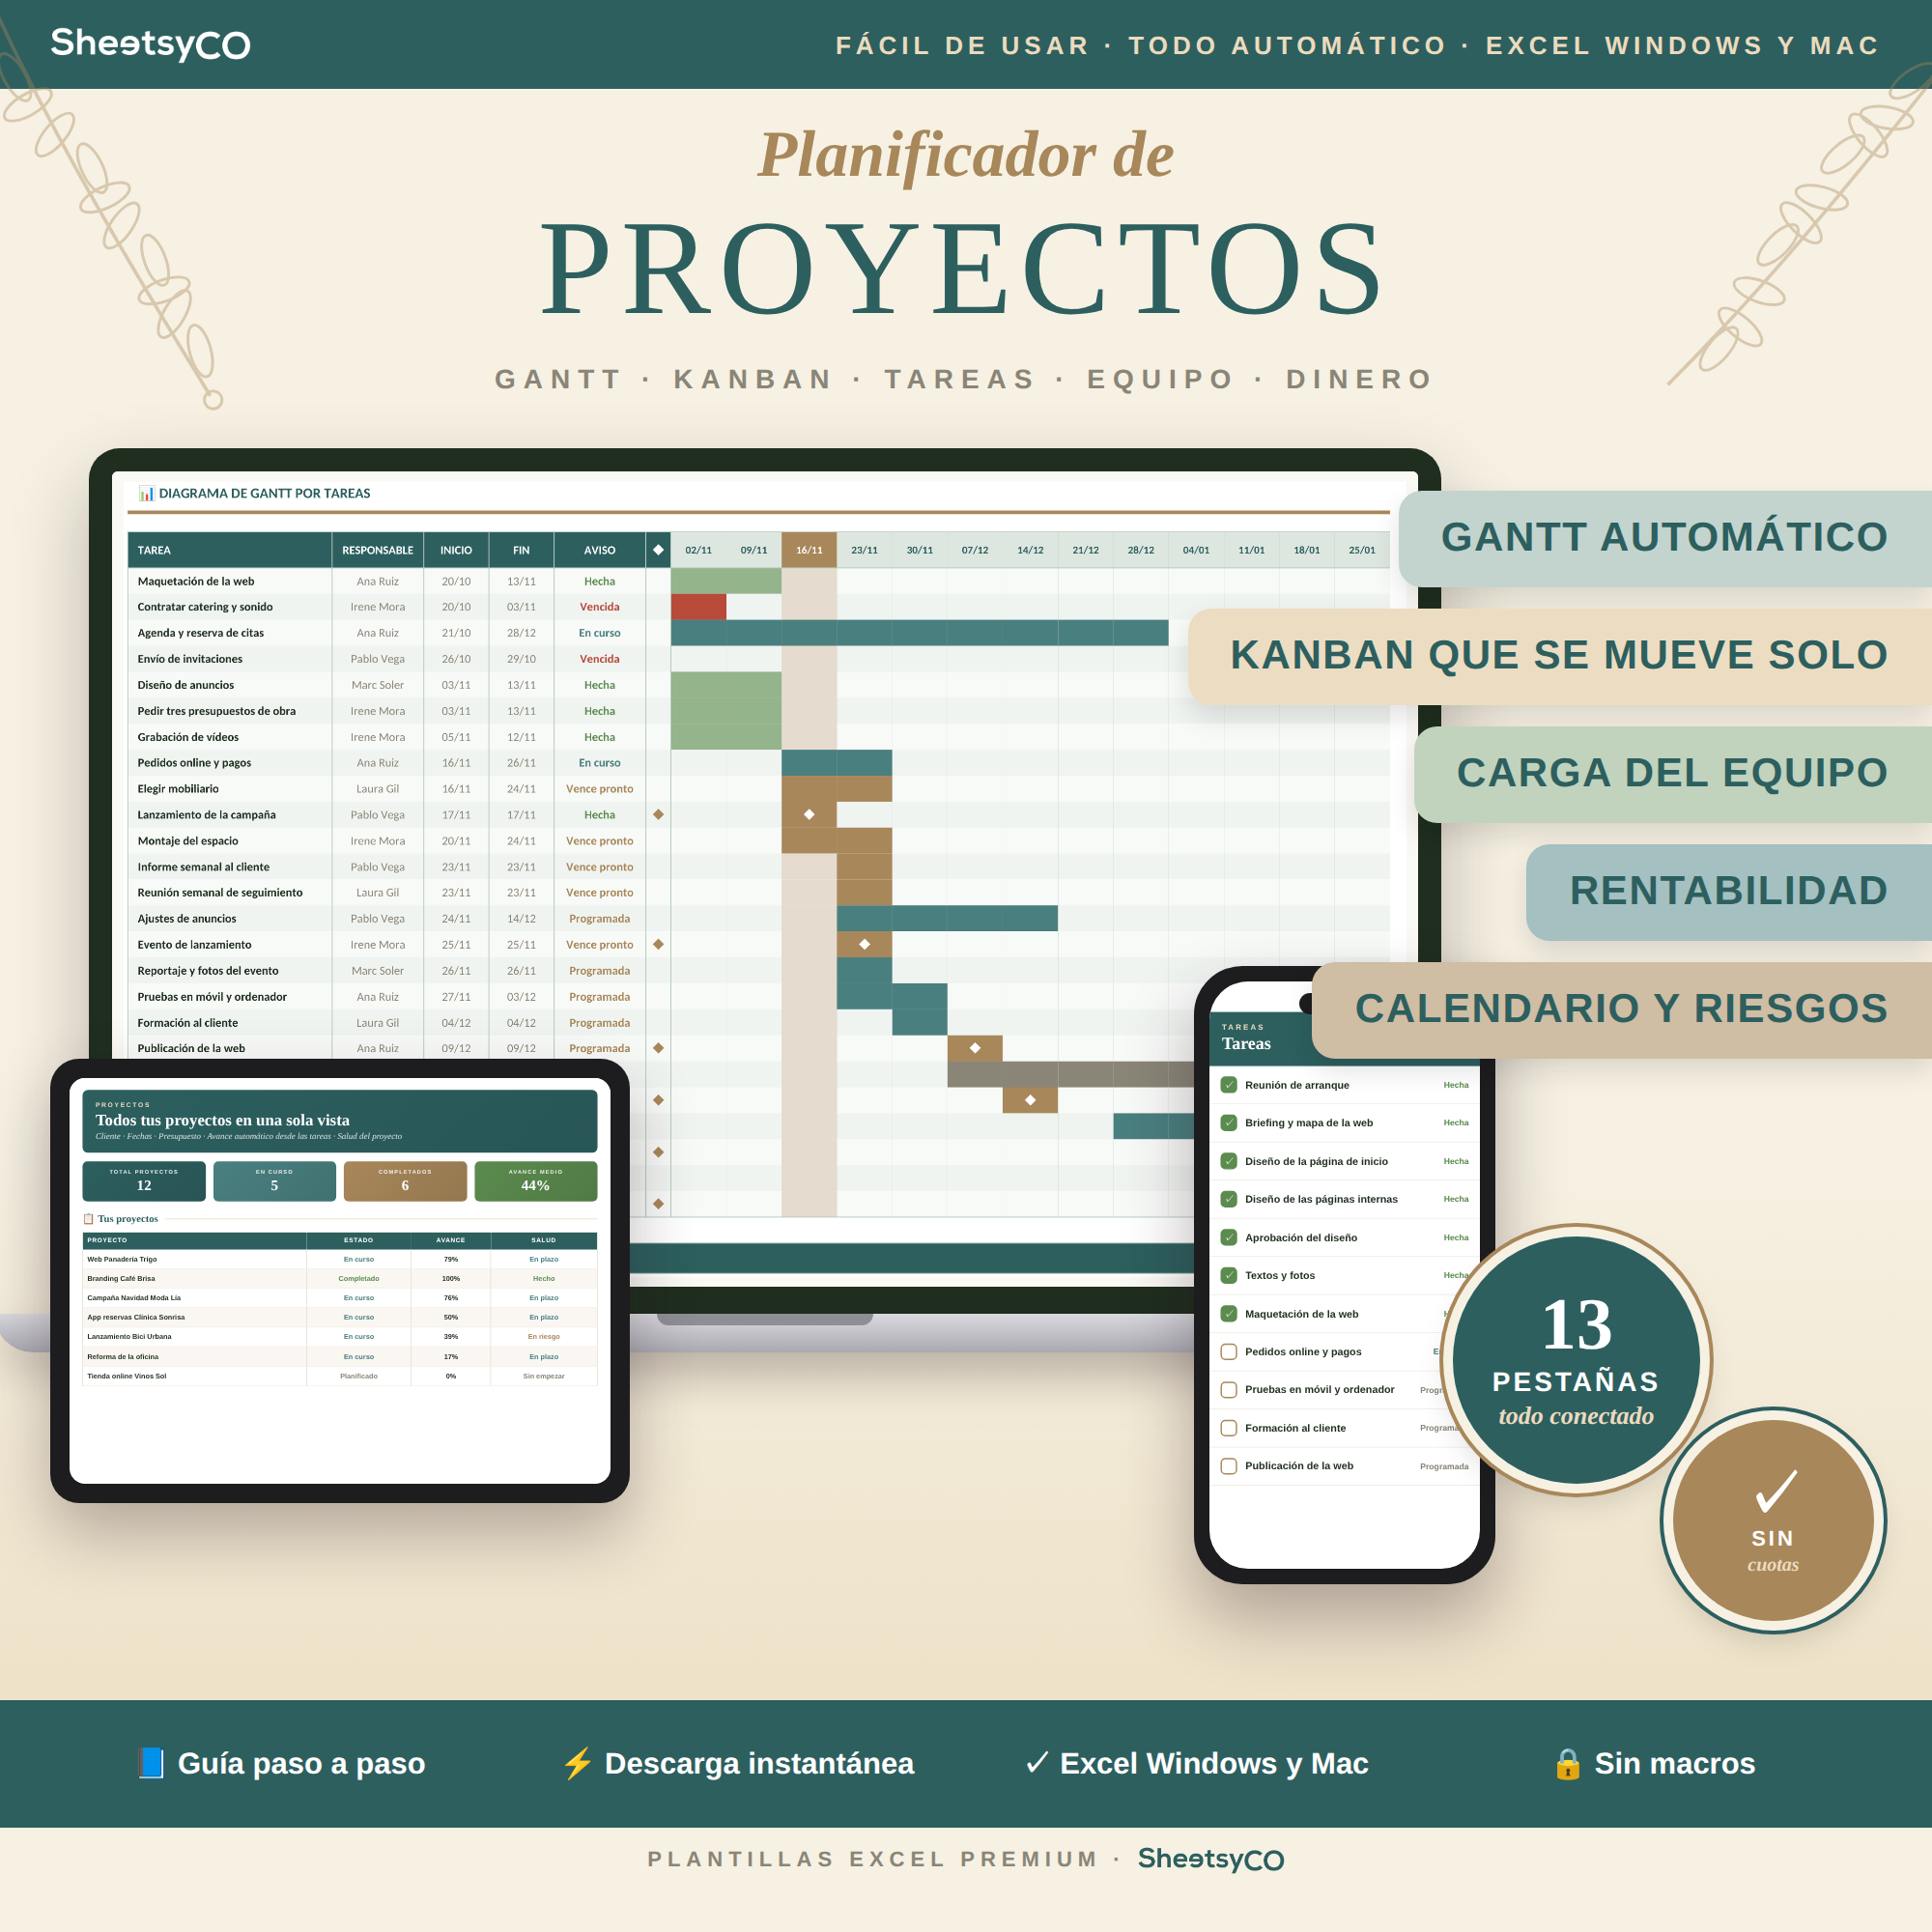 SheetsyCO
FÁCIL DE USAR · TODO AUTOMÁTICO · EXCEL WINDOWS Y MAC
Planificador de
PROYECTOS
GANTT · KANBAN · TAREAS · EQUIPO · DINERO
📊 DIAGRAMA DE GANTT POR TAREAS
TAREA RESPONSABLE INICIO FIN AVISO ◆ 02/11 09/11 16/11 23/11 30/11 07/12 14/12 21/12 28/12 04/01 11/01 18/01 25/01
Maquetación de la web Ana Ruiz 20/10 13/11 Hecha
Contratar catering y sonido Irene Mora 20/10 03/11 Vencida
Agenda y reserva de citas Ana Ruiz 21/10 28/12 En curso
Envío de invitaciones Pablo Vega 26/10 29/10 Vencida
Diseño de anuncios Marc Soler 03/11 13/11 Hecha
Pedir tres presupuestos de obra Irene Mora 03/11 13/11 Hecha
Grabación de vídeos Irene Mora 05/11 12/11 Hecha
Pedidos online y pagos Ana Ruiz 16/11 26/11 En curso
Elegir mobiliario Laura Gil 16/11 24/11 Vence pronto
Lanzamiento de la campaña Pablo Vega 17/11 17/11 Hecha
Montaje del espacio Irene Mora 20/11 24/11 Vence pronto
Informe semanal al cliente Pablo Vega 23/11 23/11 Vence pronto
Reunión semanal de seguimiento Laura Gil 23/11 23/11 Vence pronto
Ajustes de anuncios Pablo Vega 24/11 14/12 Programada
Evento de lanzamiento Irene Mora 25/11 25/11 Vence pronto
Reportaje y fotos del evento Marc Soler 26/11 26/11 Programada
Pruebas en móvil y ordenador Ana Ruiz 27/11 03/12 Programada
Formación al cliente Laura Gil 04/12 04/12 Programada
Publicación de la web Ana Ruiz 09/12 09/12 Programada
GANTT AUTOMÁTICO
KANBAN QUE SE MUEVE SOLO
CARGA DEL EQUIPO
RENTABILIDAD
CALENDARIO Y RIESGOS
PROYECTOS
Todos tus proyectos en una sola vista
Cliente · Fechas · Presupuesto · Avance automático desde las tareas · Salud del proyecto
TOTAL PROYECTOS
12
EN CURSO
5
COMPLETADOS
6
AVANCE MEDIO
44%
📋 Tus proyectos
PROYECTO ESTADO AVANCE SALUD
Web Panadería Trigo En curso 79% En plazo
Branding Café Brisa Completado 100% Hecho
Campaña Navidad Moda Lía En curso 76% En plazo
App reservas Clínica Sonrisa En curso 50% En plazo
Lanzamiento Bici Urbana En curso 39% En riesgo
Reforma de la oficina En curso 17% En plazo
Tienda online Vinos Sol Planificado 0% Sin empezar
TAREAS
Tareas
Reunión de arranque Hecha
Briefing y mapa de la web Hecha
Diseño de la página de inicio Hecha
Diseño de las páginas internas Hecha
Aprobación del diseño Hecha
Textos y fotos Hecha
Maquetación de la web
Pedidos online y pagos
Pruebas en móvil y ordenador
Formación al cliente
Publicación de la web Programada
13
PESTAÑAS
todo conectado
✓
SIN
cuotas
📘 Guía paso a paso
⚡ Descarga instantánea
✓ Excel Windows y Mac
🔒 Sin macros
PLANTILLAS EXCEL PREMIUM · SheetsyCO